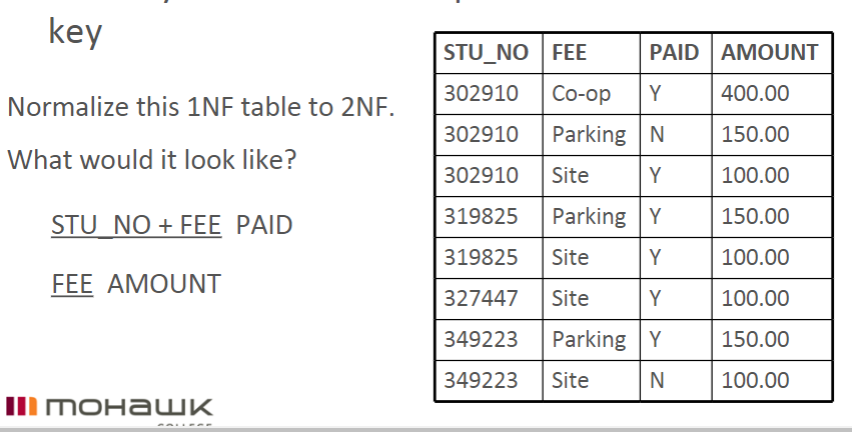 key
Normalize this 1NF table to 2NF.
What would it look like?
STU_NO + FEE PAID
FEE AMOUNT
STU_NO FEE PAID AMOUNT
302910 Co-op Y 400.00
302910 Parking N 150.00
302910 Site Y 100.00
319825 Parking Y 150.00
319825 Site Y 100.00
327447 Site Y 100.00
349223 Parking Y 150.00
349223 Site N 100.00
mohawk